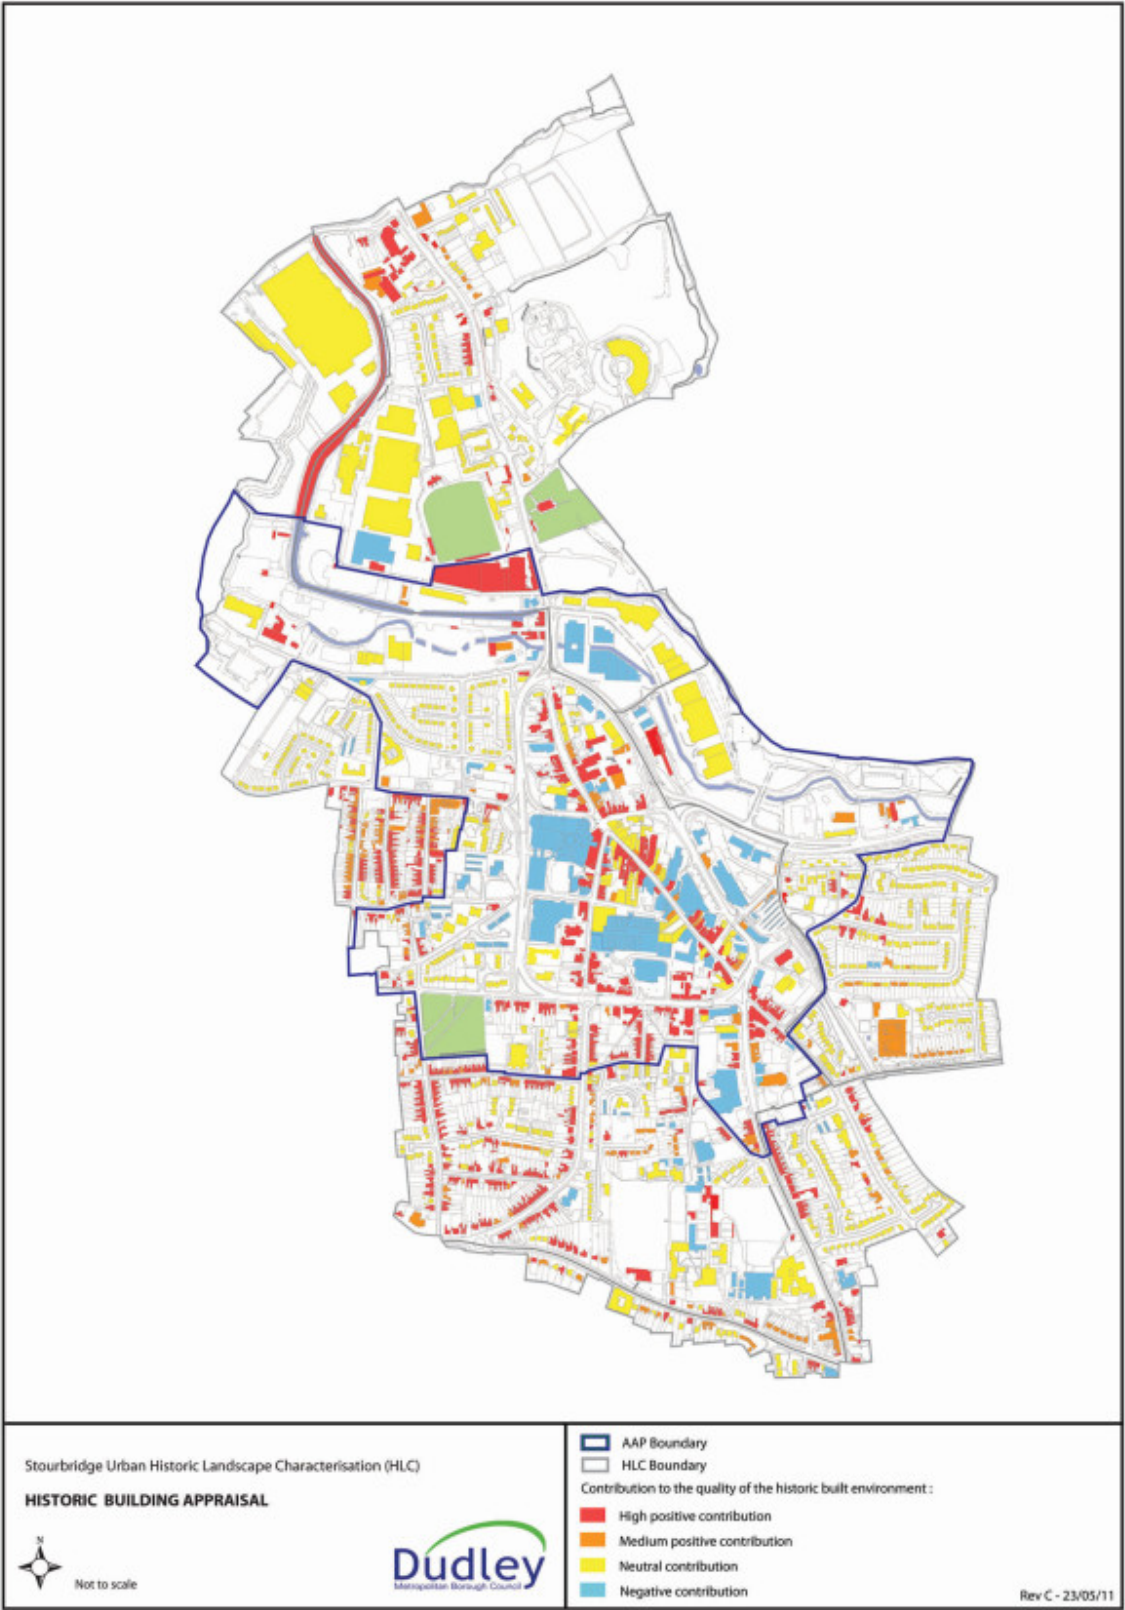 Stourbridge Urban Historic Landscape Characterisation (HLC)
HISTORIC BUILDING APPRAISAL
N
Not to scale
Dudley
Metropolitan Borough Council
AAP Boundary
HLC Boundary
Contribution to the quality of the historic built environment :
High positive contribution
Medium positive contribution
Neutral contribution
Negative contribution
Rev C - 23/05/11